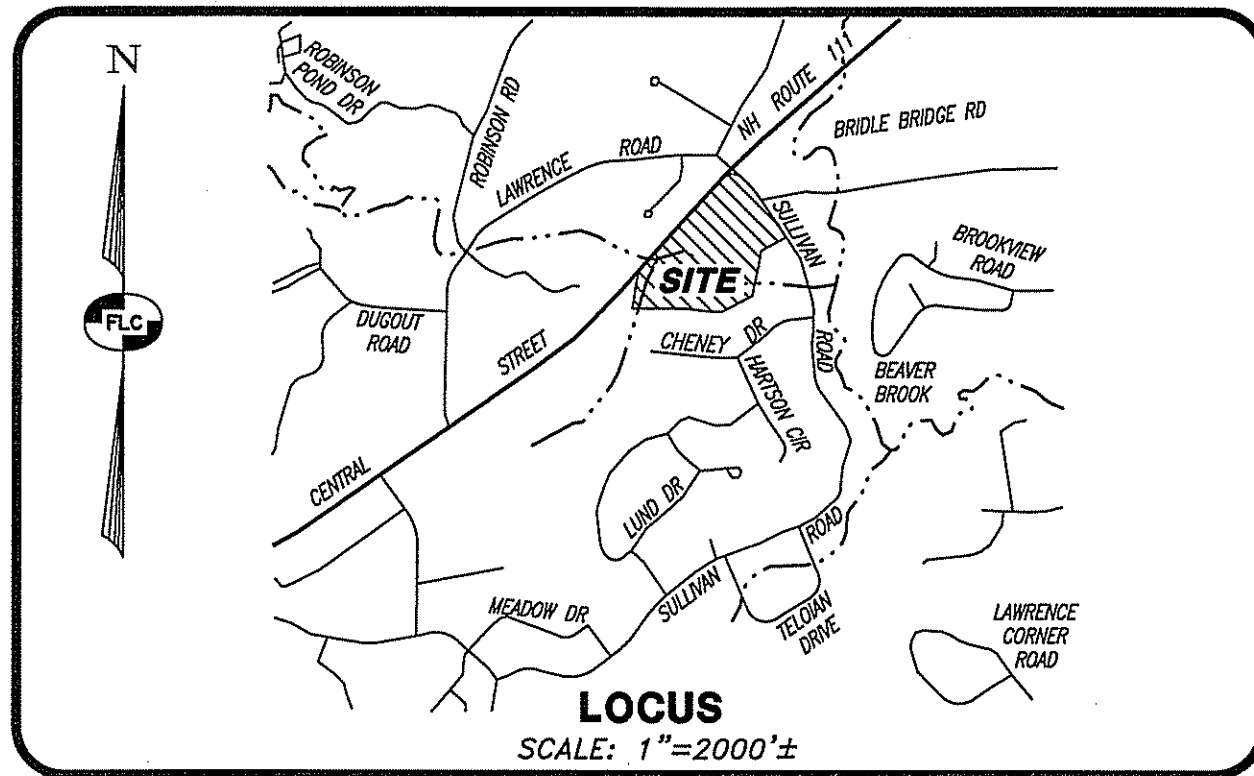 N
FLC
ROBINSON
POND DR
ROBINSON RD
LAWRENCE ROAD
NH ROUTE 111
BRIDLE BRIDGE RD
SULLIVAN
ROAD
BROOKVIEW
ROAD
SITE
DUGOUT
ROAD
CENTRAL
STREET
CHENEY DR
HARTSON CIR
BEAVER
BROOK
LUND DR
SULLIVAN
ROAD
MEADOW DR
TELOIAN
DRIVE
LAWRENCE
CORNER
ROAD
LOCUS
SCALE: 1"=2000'±